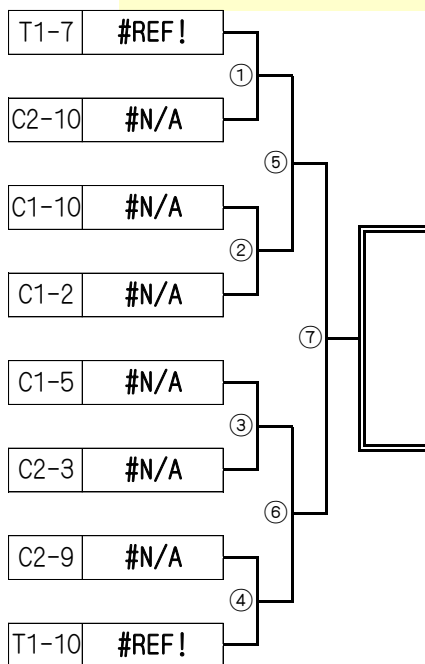 T1-7 #REF!
①
C2-10 #N/A
⑤
C1-10 #N/A
②
C1-2 #N/A
⑦
C1-5 #N/A
③
C2-3 #N/A
⑥
C2-9 #N/A
④
T1-10 #REF!